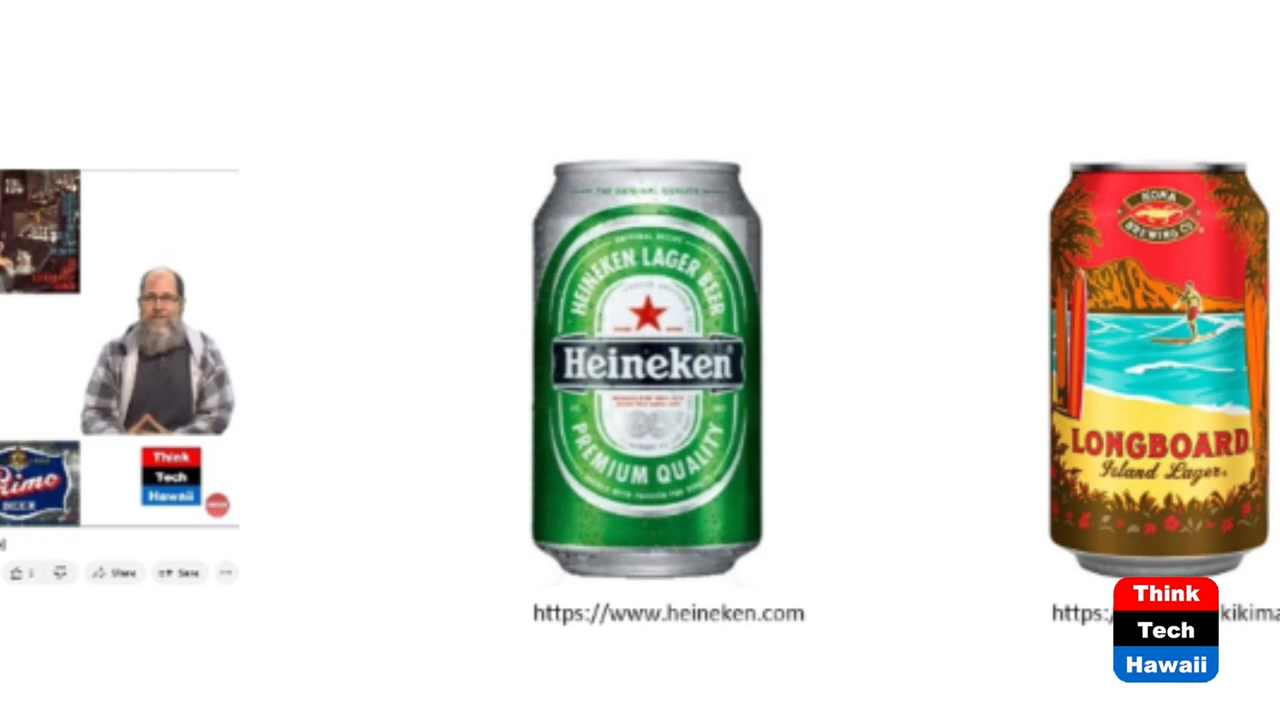 Primo
BEER
Think
Tech
Hawaii
Share
Save
THE ORIGINAL QUALITY
HEINEKEN LAGER BEER
Heineken
PREMIUM QUALITY
https://www.heineken.com
KONA
BREWING CO
LONGBOARD
Island Lager
https:/
Think
Tech
Hawaii